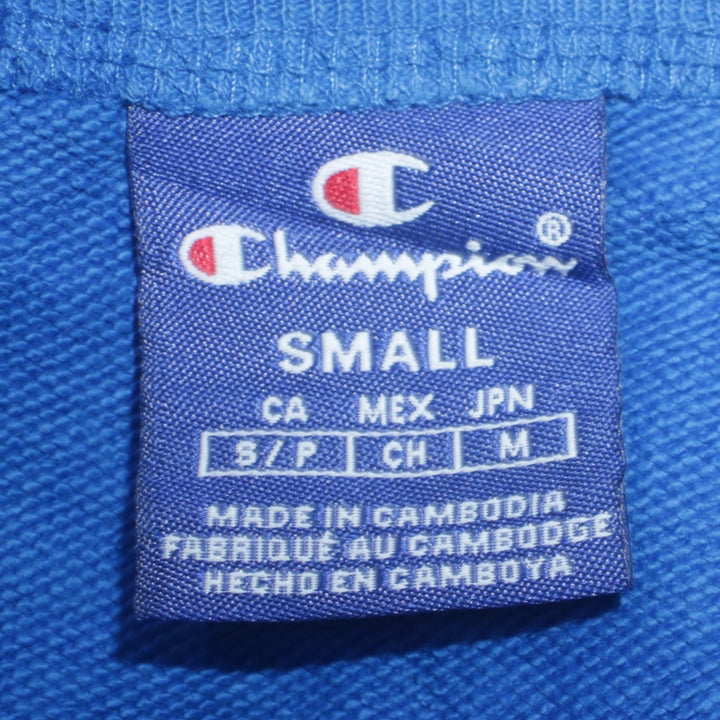 Champion®
SMALL
CA MEX JPN
S/P CH M
MADE IN CAMBODIA
FABRIQUÉ AU CAMBODGE
HECHO EN CAMBOYA